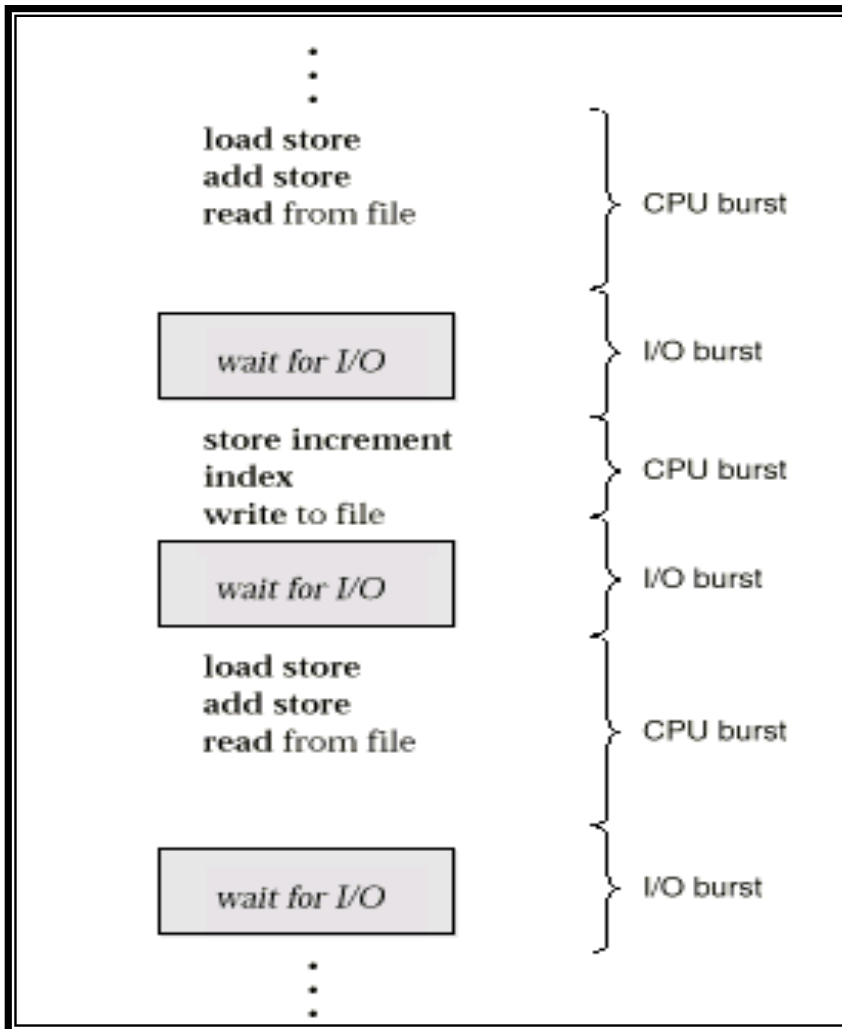 load store
add store
read from file
CPU burst
wait for I/O
I/O burst
store increment
index
write to file
CPU burst
wait for I/O
I/O burst
load store
add store
read from file
CPU burst
wait for I/O
I/O burst